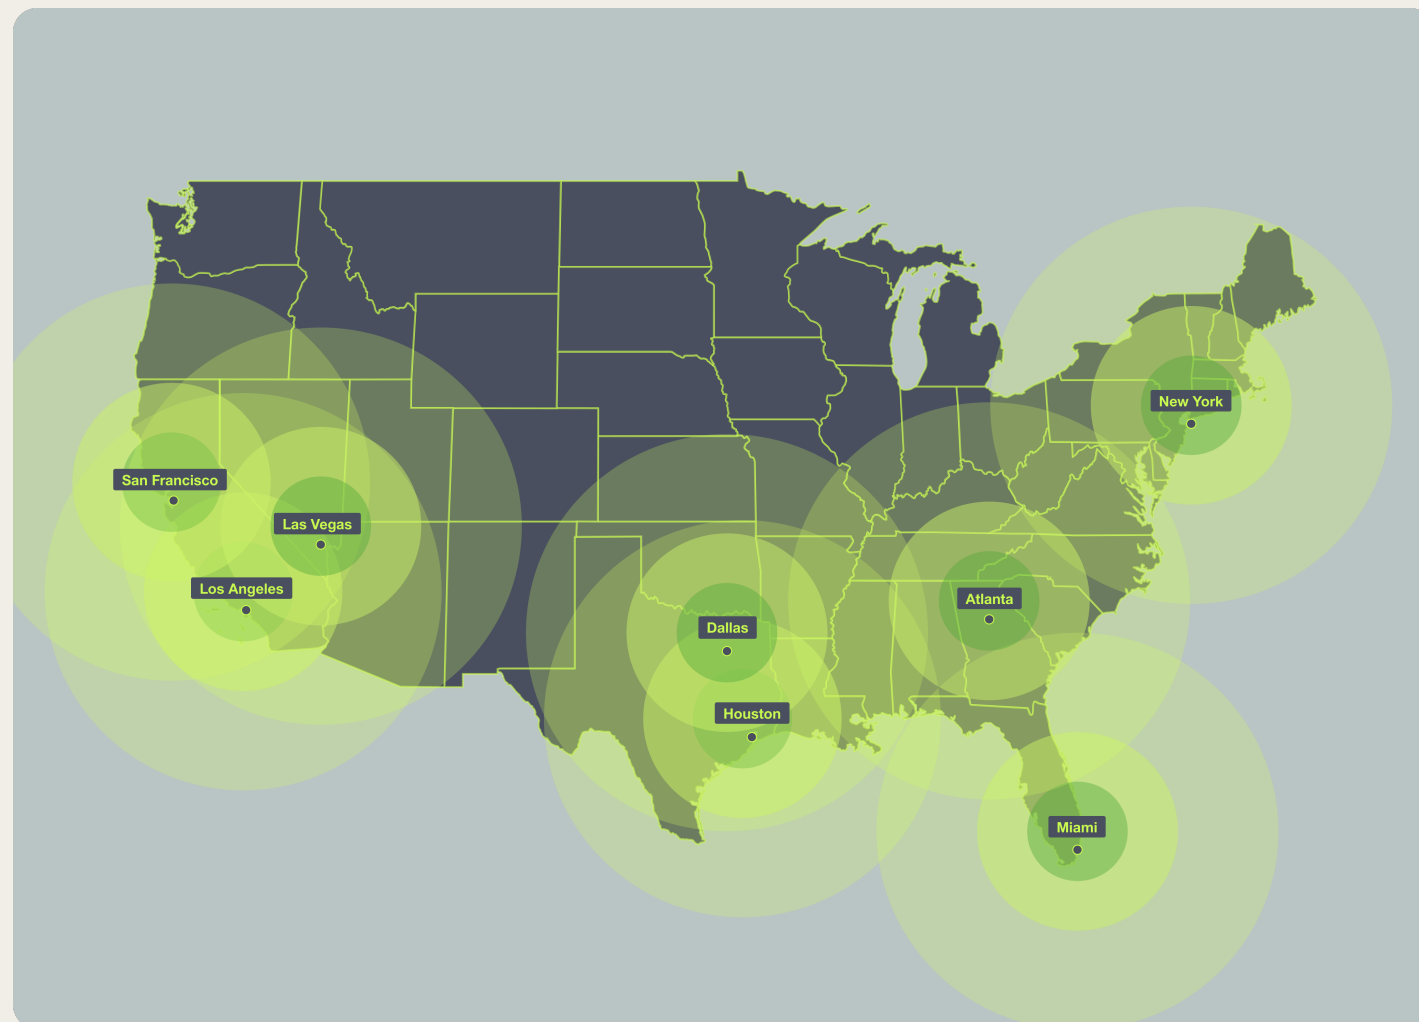 New York
San Francisco
Las Vegas
Los Angeles
Atlanta
Dallas
Houston
Miami